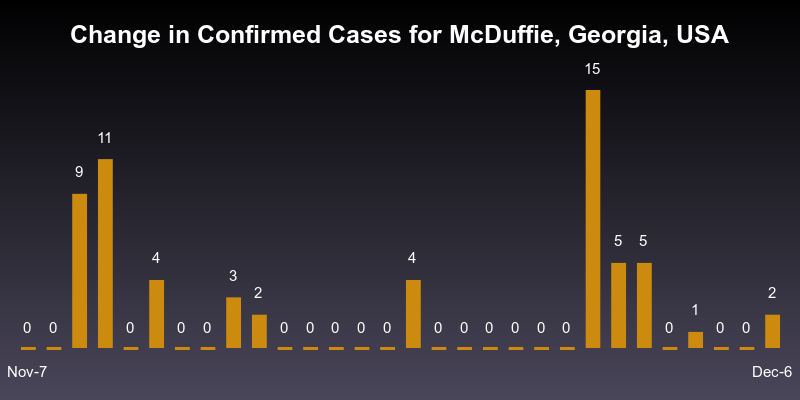 Change in Confirmed Cases for McDuffie, Georgia, USA
0 0 9 11 0 4 0 0 3 2 0 0 0 0 0 4 0 0 0 0 0 0 15 5 5 0 1 0 0 2
Nov-7 Dec-6